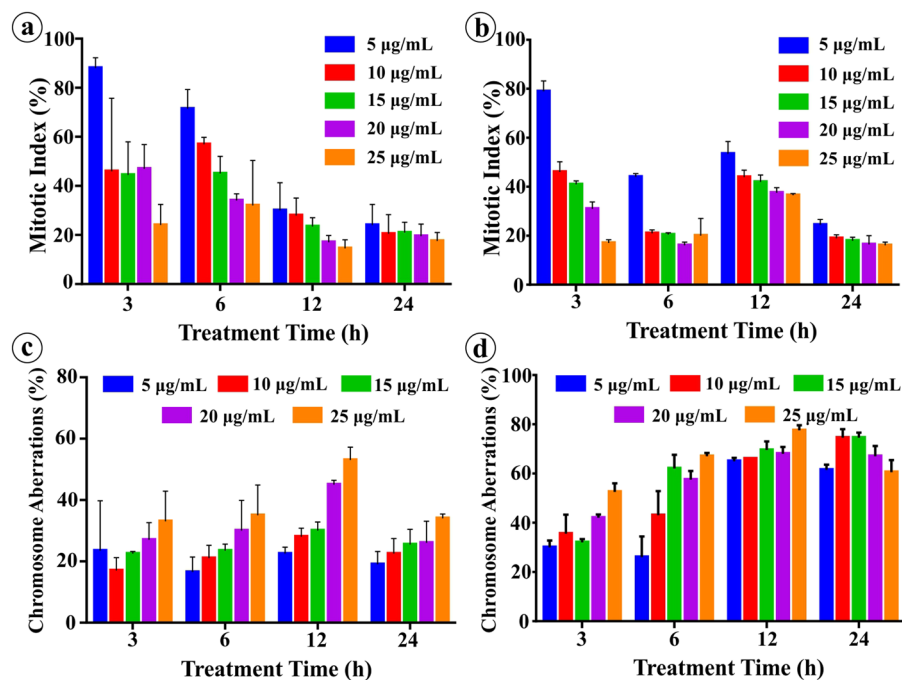 a
Mitotic Index (%)
100
80
60
40
20
0
5 µg/mL
10 µg/mL
15 µg/mL
20 µg/mL
25 µg/mL
3 6 12 24
Treatment Time (h)
b
Mitotic Index (%)
100
80
60
40
20
0
5 µg/mL
10 µg/mL
15 µg/mL
20 µg/mL
25 µg/mL
3 6 12 24
Treatment Time (h)
c
Chromosome Aberrations (%)
80
60
40
20
0
5 µg/mL 10 µg/mL 15 µg/mL
20 µg/mL 25 µg/mL
3 6 12 24
Treatment Time (h)
d
Chromosome Aberrations (%)
100
80
60
40
20
0
5 µg/mL 10 µg/mL 15 µg/mL
20 µg/mL 25 µg/mL
3 6 12 24
Treatment Time (h)